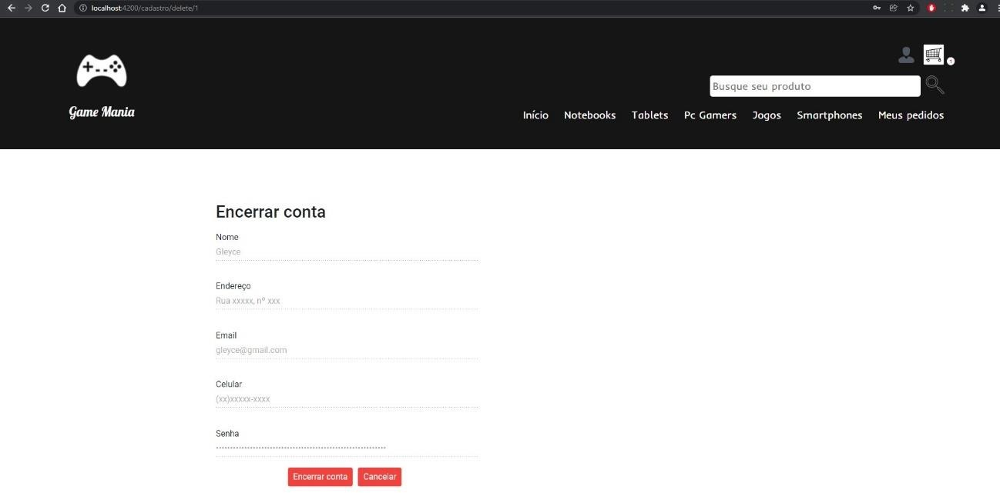 localhost:4200/cadastro/delete/1
1
Busque seu produto
Game Mania
Início Notebooks Tablets Pc Gamers Jogos Smartphones Meus pedidos
Encerrar conta
Nome
Gleyce
Endereço
Rua xxxxx, nº xxx
Email
gleyce@gmail.com
Celular
(xx)xxxxx-xxxx
Senha
Encerrar conta Cancelar